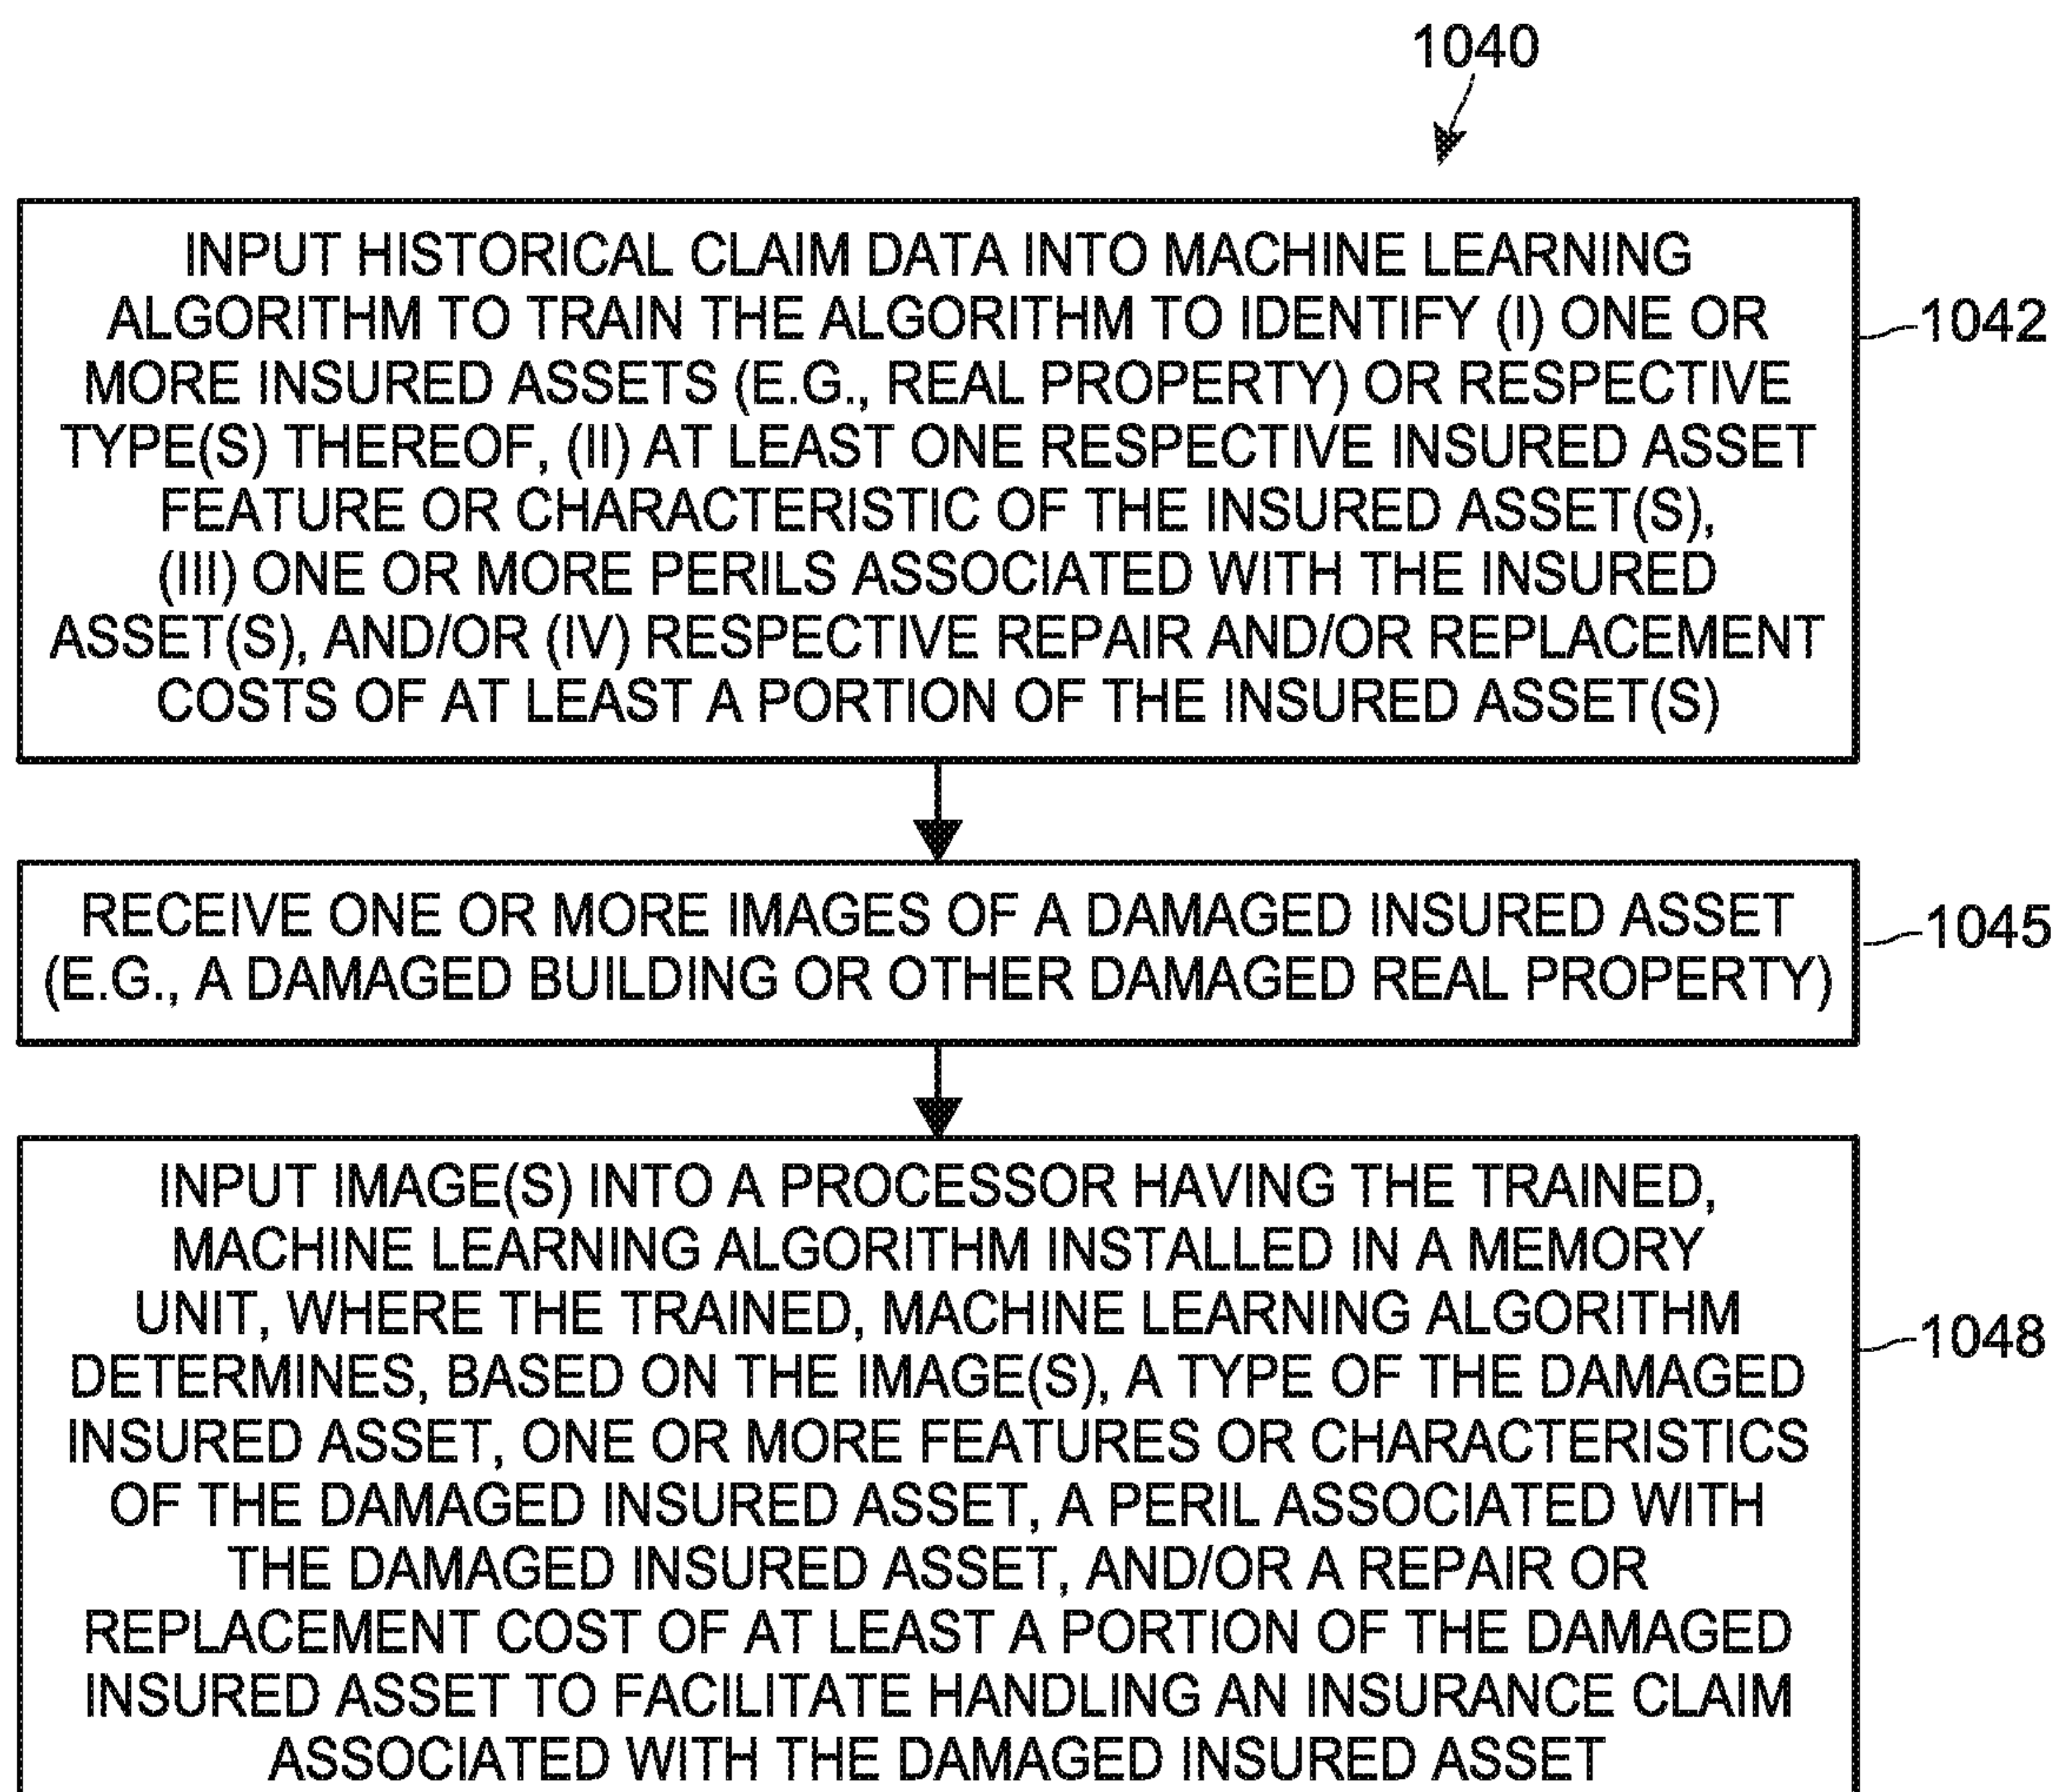 1040
INPUT HISTORICAL CLAIM DATA INTO MACHINE LEARNING
ALGORITHM TO TRAIN THE ALGORITHM TO IDENTIFY (I) ONE OR
MORE INSURED ASSETS (E.G., REAL PROPERTY) OR RESPECTIVE
TYPE(S) THEREOF, (II) AT LEAST ONE RESPECTIVE INSURED ASSET
FEATURE OR CHARACTERISTIC OF THE INSURED ASSET(S),
(III) ONE OR MORE PERILS ASSOCIATED WITH THE INSURED
ASSET(S), AND/OR (IV) RESPECTIVE REPAIR AND/OR REPLACEMENT
COSTS OF AT LEAST A PORTION OF THE INSURED ASSET(S)
1042
RECEIVE ONE OR MORE IMAGES OF A DAMAGED INSURED ASSET
(E.G., A DAMAGED BUILDING OR OTHER DAMAGED REAL PROPERTY)
1045
INPUT IMAGE(S) INTO A PROCESSOR HAVING THE TRAINED,
MACHINE LEARNING ALGORITHM INSTALLED IN A MEMORY
UNIT, WHERE THE TRAINED, MACHINE LEARNING ALGORITHM
DETERMINES, BASED ON THE IMAGE(S), A TYPE OF THE DAMAGED
INSURED ASSET, ONE OR MORE FEATURES OR CHARACTERISTICS
OF THE DAMAGED INSURED ASSET, A PERIL ASSOCIATED WITH
THE DAMAGED INSURED ASSET, AND/OR A REPAIR OR
REPLACEMENT COST OF AT LEAST A PORTION OF THE DAMAGED
INSURED ASSET TO FACILITATE HANDLING AN INSURANCE CLAIM
ASSOCIATED WITH THE DAMAGED INSURED ASSET
1048